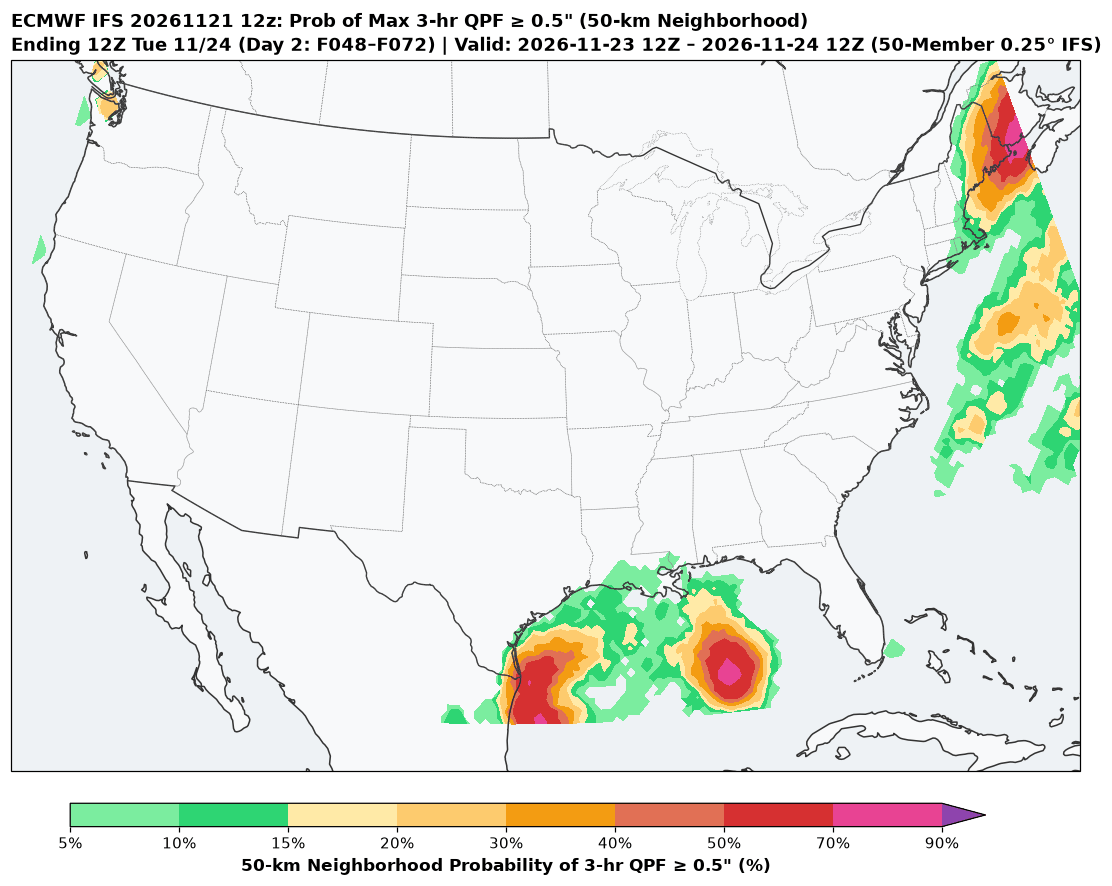 ECMWF IFS 20261121 12z: Prob of Max 3-hr QPF ≥ 0.5" (50-km Neighborhood)
Ending 12Z Tue 11/24 (Day 2: F048–F072) | Valid: 2026-11-23 12Z – 2026-11-24 12Z (50-Member 0.25° IFS)
5% 10% 15% 20% 30% 40% 50% 70% 90%
50-km Neighborhood Probability of 3-hr QPF ≥ 0.5" (%)